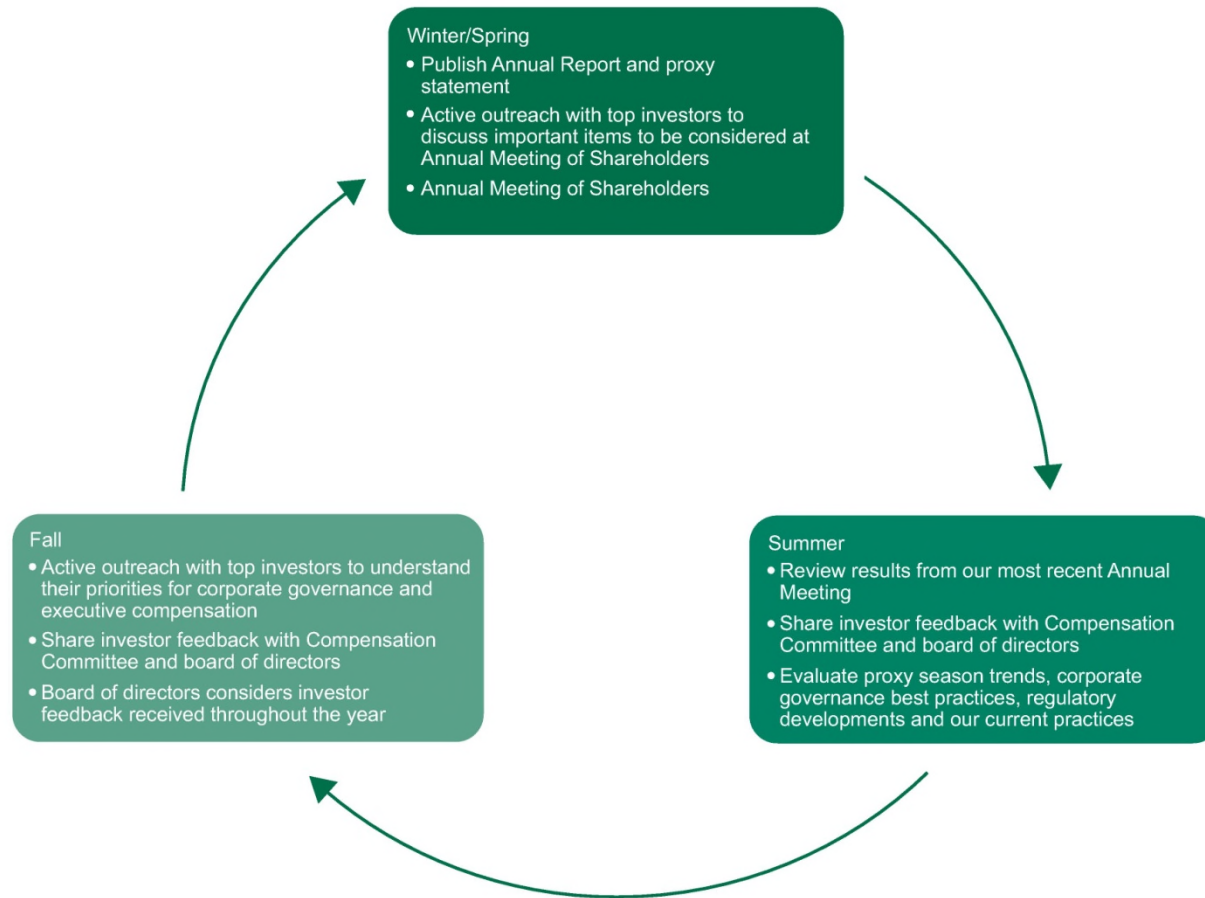 Winter/Spring
• Publish Annual Report and proxy
statement
• Active outreach with top investors to
discuss important items to be considered at
Annual Meeting of Shareholders
• Annual Meeting of Shareholders
Summer
• Review results from our most recent Annual
Meeting
• Share investor feedback with Compensation
Committee and board of directors
• Evaluate proxy season trends, corporate
governance best practices, regulatory
developments and our current practices
Fall
• Active outreach with top investors to understand
their priorities for corporate governance and
executive compensation
• Share investor feedback with Compensation
Committee and board of directors
• Board of directors considers investor
feedback received throughout the year